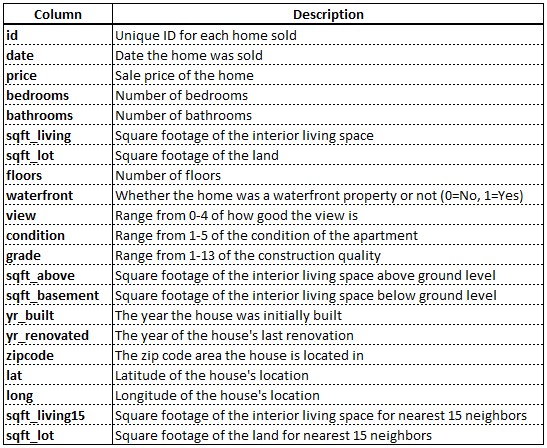 Column Description
id Unique ID for each home sold
date Date the home was sold
price Sale price of the home
bedrooms Number of bedrooms
bathrooms Number of bathrooms
sqft_living Square footage of the interior living space
sqft_lot Square footage of the land
floors Number of floors
waterfront Whether the home was a waterfront property or not (0=No, 1=Yes)
view Range from 0-4 of how good the view is
condition Range from 1-5 of the condition of the apartment
grade Range from 1-13 of the construction quality
sqft_above Square footage of the interior living space above ground level
sqft_basement Square footage of the interior living space below ground level
yr_built The year the house was initially built
yr_renovated The year of the house's last renovation
zipcode The zip code area the house is located in
lat Latitude of the house's location
long Longitude of the house's location
sqft_living15 Square footage of the interior living space for nearest 15 neighbors
sqft_lot Square footage of the land for nearest 15 neighbors